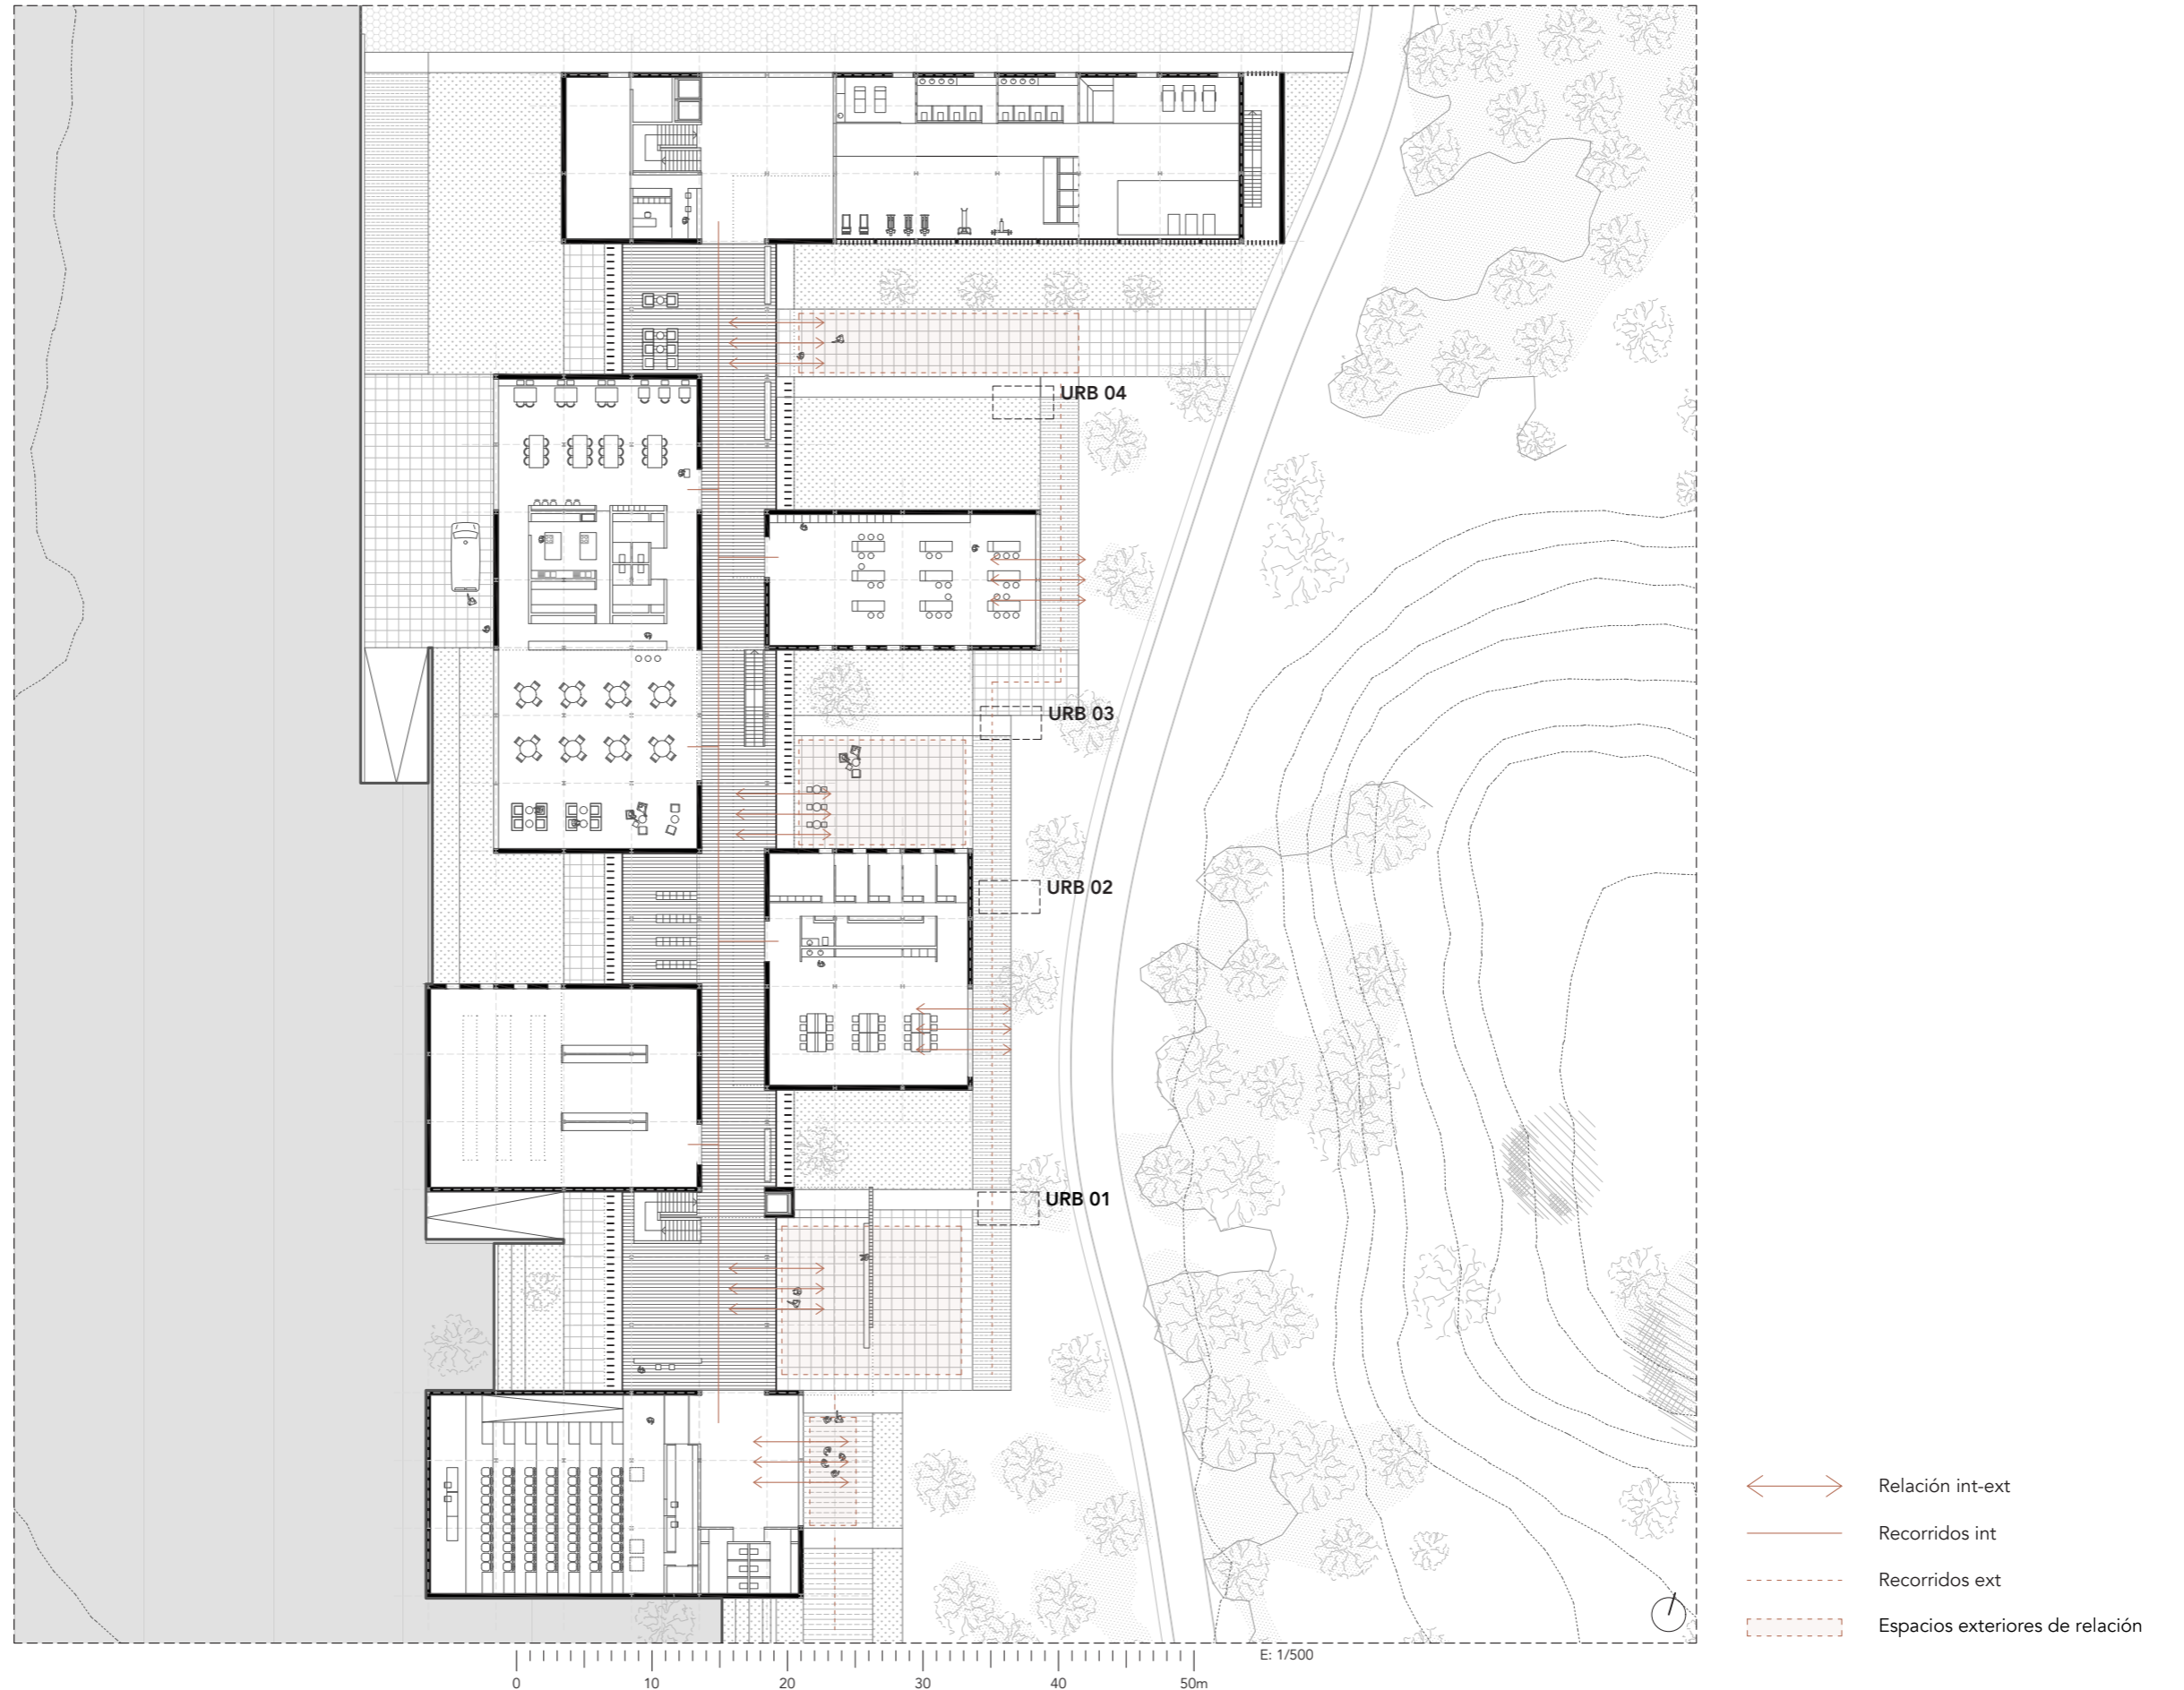 URB 04
URB 03
URB 02
URB 01
Relación int-ext
Recorridos int
Recorridos ext
Espacios exteriores de relación
E: 1/500
0 10 20 30 40 50m